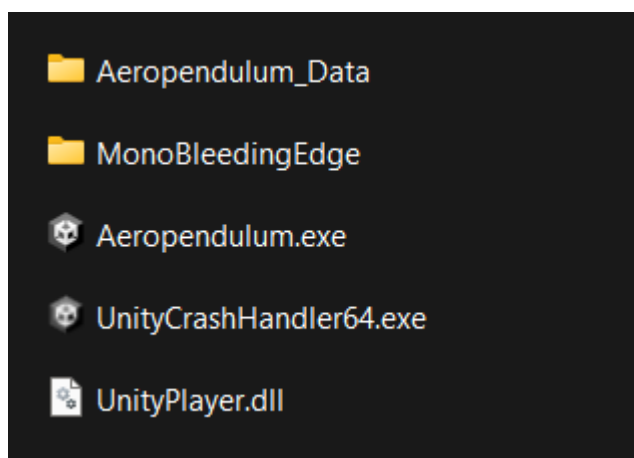 Aeropendulum_Data
MonoBleedingEdge
Aeropendulum.exe
UnityCrashHandler64.exe
UnityPlayer.dll